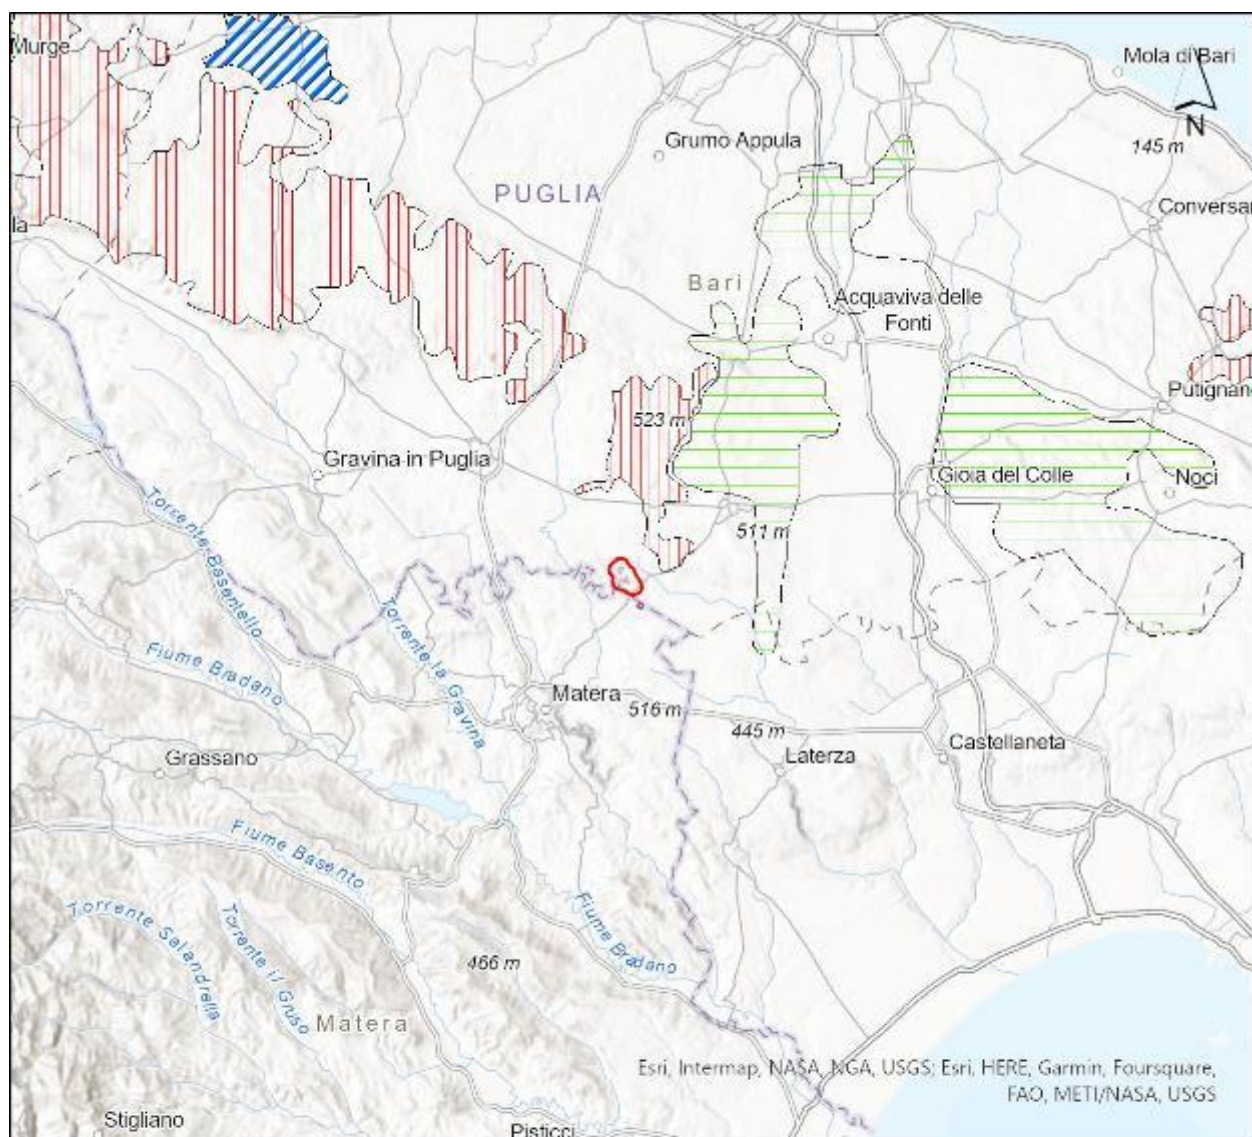 Murge
Mola di Bari
N
Grumo Appula
145 m
PUGLIA
Conversan
la
Bari
Acquaviva delle
Fonti
Putignano
523 m
Gravina in Puglia
Gioia del Colle
Noci
511 m
Torrente Basentello
Torrente la Gravina
Fiume Bradano
Matera
516 m
445 m
Laterza
Castellaneta
Grassano
Fiume Basento
Fiume Bradano
Torrente Salandrella
Torrente il Gruso
466 m
Matera
Esri, Intermap, NASA, NGA, USGS; Esri, HERE, Garmin, Foursquare,
FAO, METI/NASA, USGS
Stigliano
Pisticci